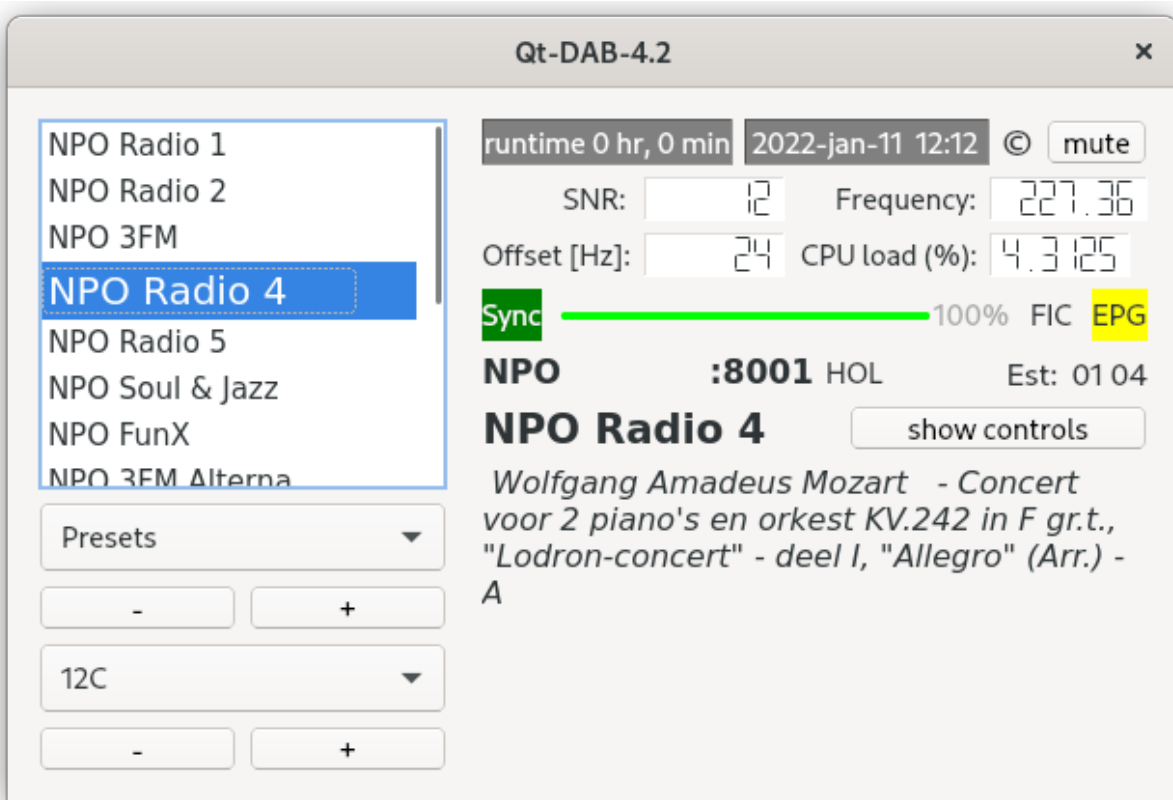 Qt-DAB-4.2 ×
NPO Radio 1
NPO Radio 2
NPO 3FM
NPO Radio 4
NPO Radio 5
NPO Soul & Jazz
NPO FunX
NPO 3FM Alterna
Presets
- +
12C
- +
runtime 0 hr, 0 min 2022-jan-11 12:12 © mute
SNR: 12 Frequency: 227.36
Offset [Hz]: 24 CPU load (%): 4.3125
Sync 100% FIC EPG
NPO :8001 HOL Est: 01 04
NPO Radio 4 show controls
Wolfgang Amadeus Mozart - Concert
voor 2 piano's en orkest KV.242 in F gr.t.,
"Lodron-concert" - deel I, "Allegro" (Arr.) -
A